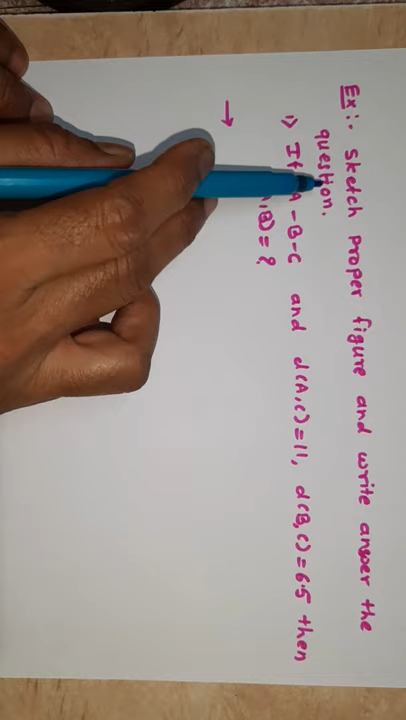 Ex:- sketch proper figure and write answer the
question.
1) If A-B-C and d(A,C)=11, d(B,C)=6.5 then
B)=?
→